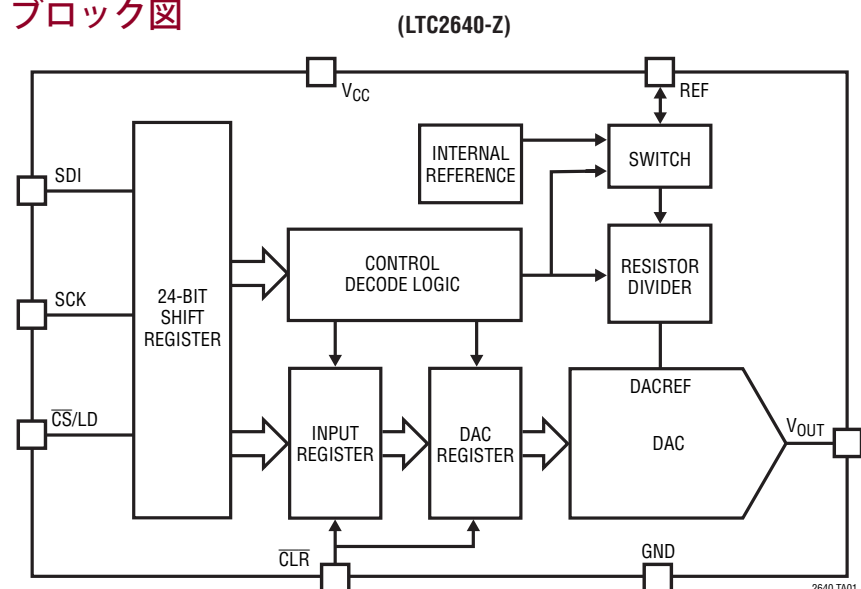 ブロック図
(LTC2640-Z)
VCC
REF
SDI
INTERNAL
REFERENCE
SWITCH
CONTROL
DECODE LOGIC
RESISTOR
DIVIDER
SCK
24-BIT
SHIFT
REGISTER
DACREF
CS/LD
INPUT
REGISTER
DAC
REGISTER
DAC
VOUT
CLR
GND
2640 TA01